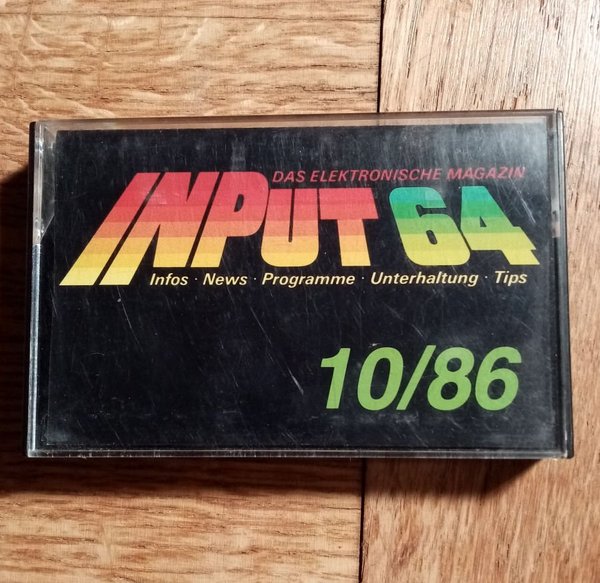 DAS ELEKTRONISCHE MAGAZIN
INPUT 64
Infos · News · Programme · Unterhaltung · Tips
10/86